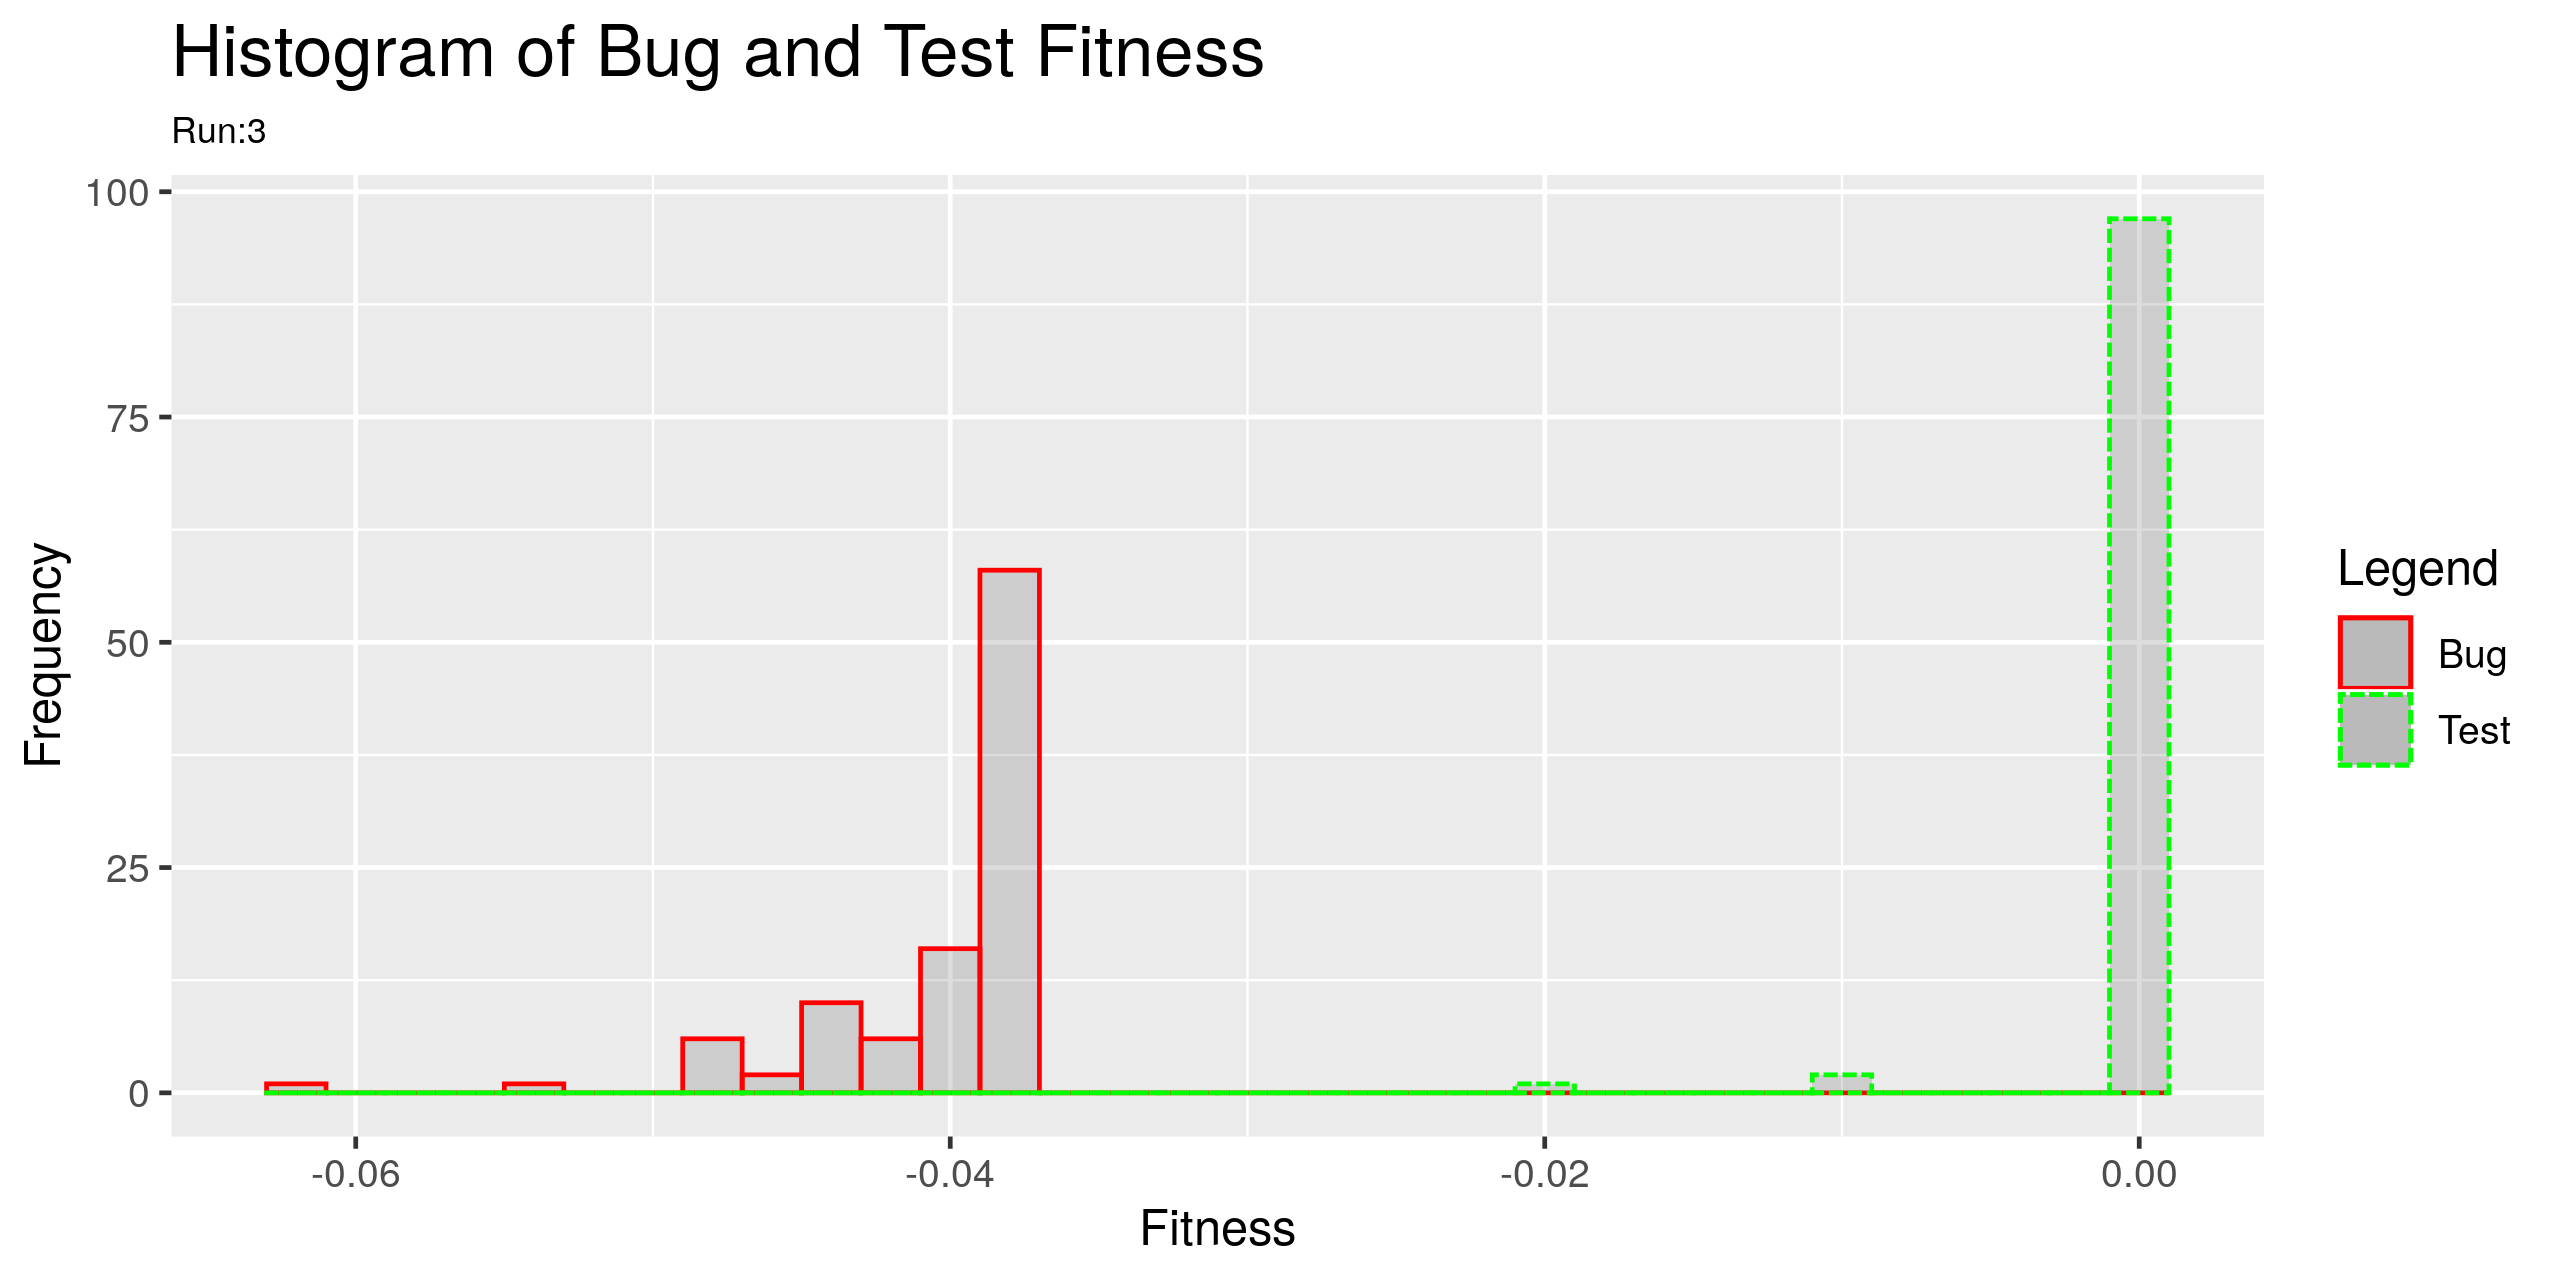 Histogram of Bug and Test Fitness
Run:3
100
75
50
25
0
Frequency
-0.06
-0.04
-0.02
0.00
Fitness
Legend
Bug
Test